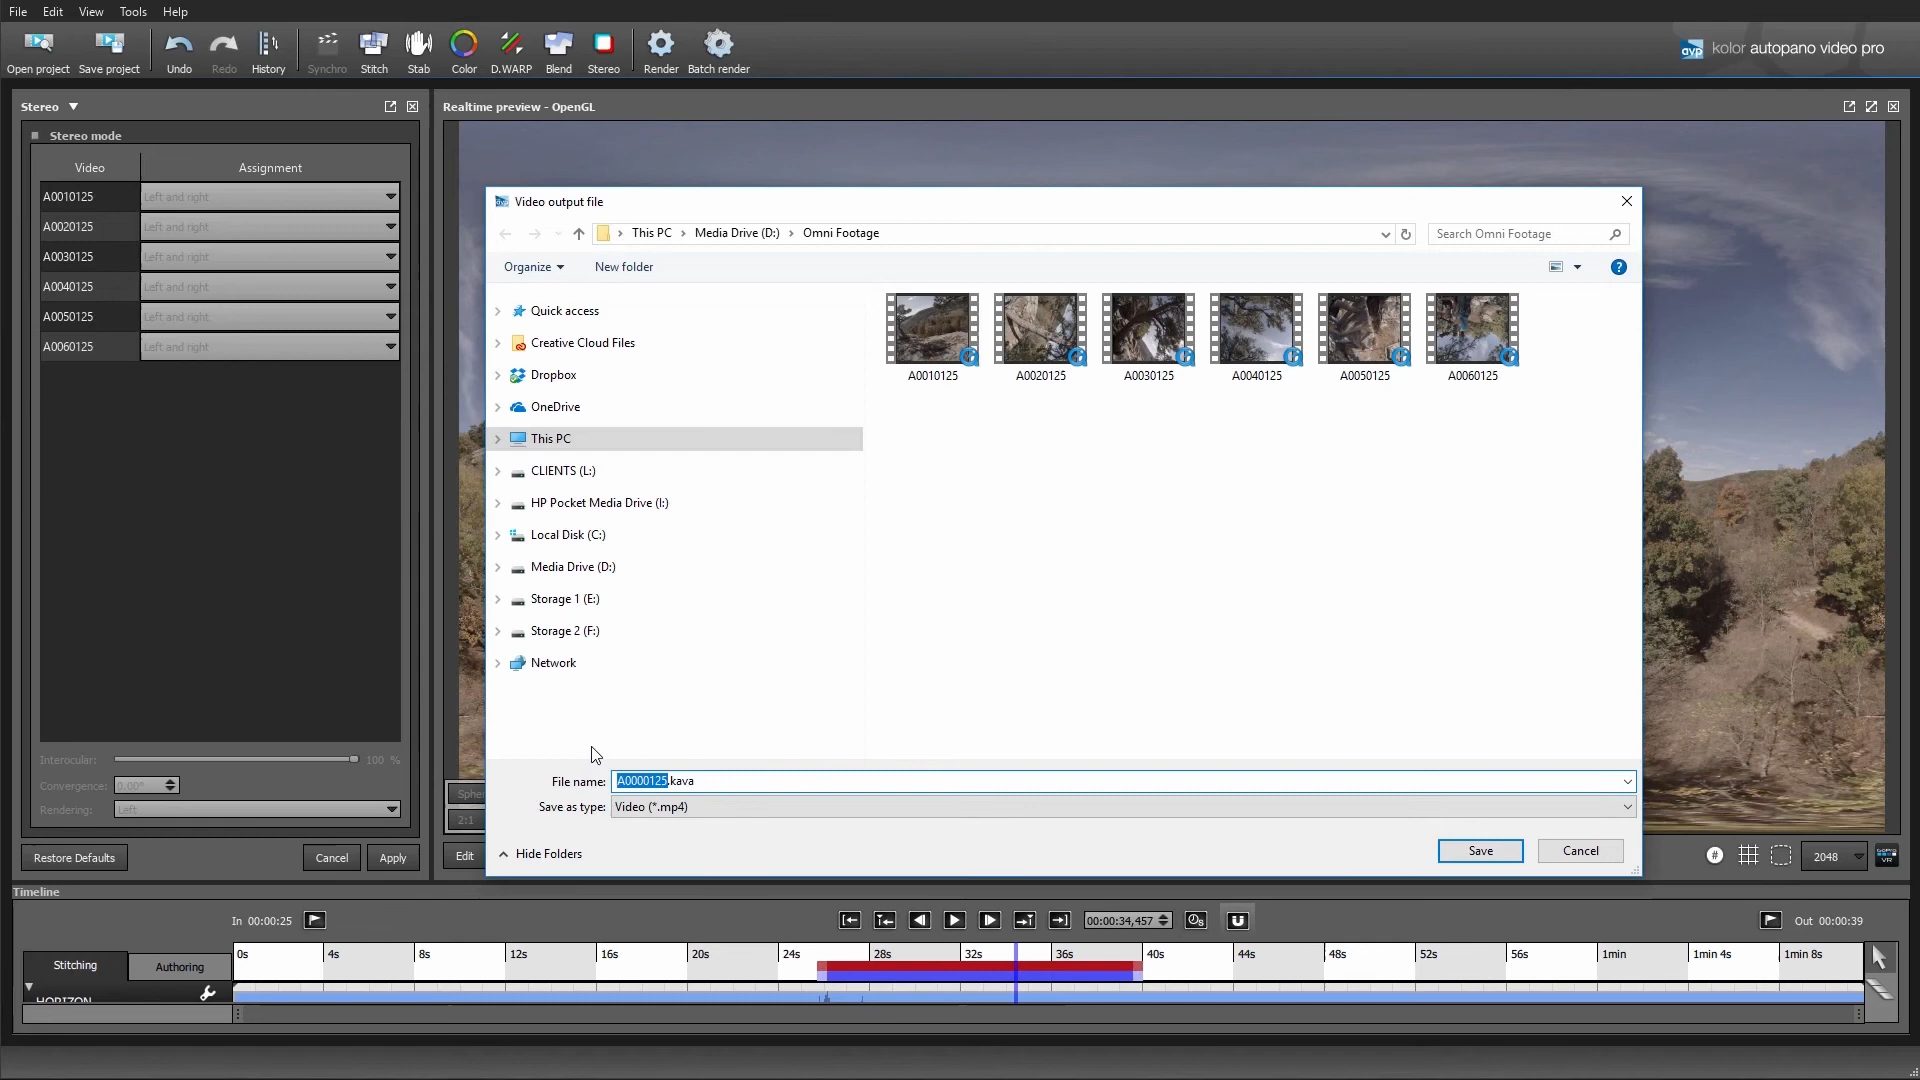 File Edit View Tools Help
Open project Save project Undo Redo History Synchro Stitch Stab Color D.WARP Blend Stereo Render Batch render
avp kolor autopano video pro
Stereo
Realtime preview - OpenGL
Stereo mode
Video Assignment
A0010125 Left and right
A0020125 Left and right
A0030125 Left and right
A0040125 Left and right
A0050125 Left and right
A0060125 Left and right
Interocular: 100 %
Convergence: 0.00°
Rendering: Left
Restore Defaults Cancel Apply
Video output file
This PC Media Drive (D:) Omni Footage
Search Omni Footage
Organize New folder
Quick access
Creative Cloud Files
Dropbox
OneDrive
This PC
CLIENTS (L:)
HP Pocket Media Drive (I:)
Local Disk (C:)
Media Drive (D:)
Storage 1 (E:)
Storage 2 (F:)
Network
A0010125 A0020125 A0030125 A0040125 A0050125 A0060125
File name: A0000125.kava
Save as type: Video (*.mp4)
Hide Folders
Save Cancel
Spher
2:1
Edit
2048
Timeline
In 00:00:25
00:00:34,457
Out 00:00:39
Stitching Authoring
0s 4s 8s 12s 16s 20s 24s 28s 32s 36s 40s 44s 48s 52s 56s 1min 1min 4s 1min 8s
HORIZON